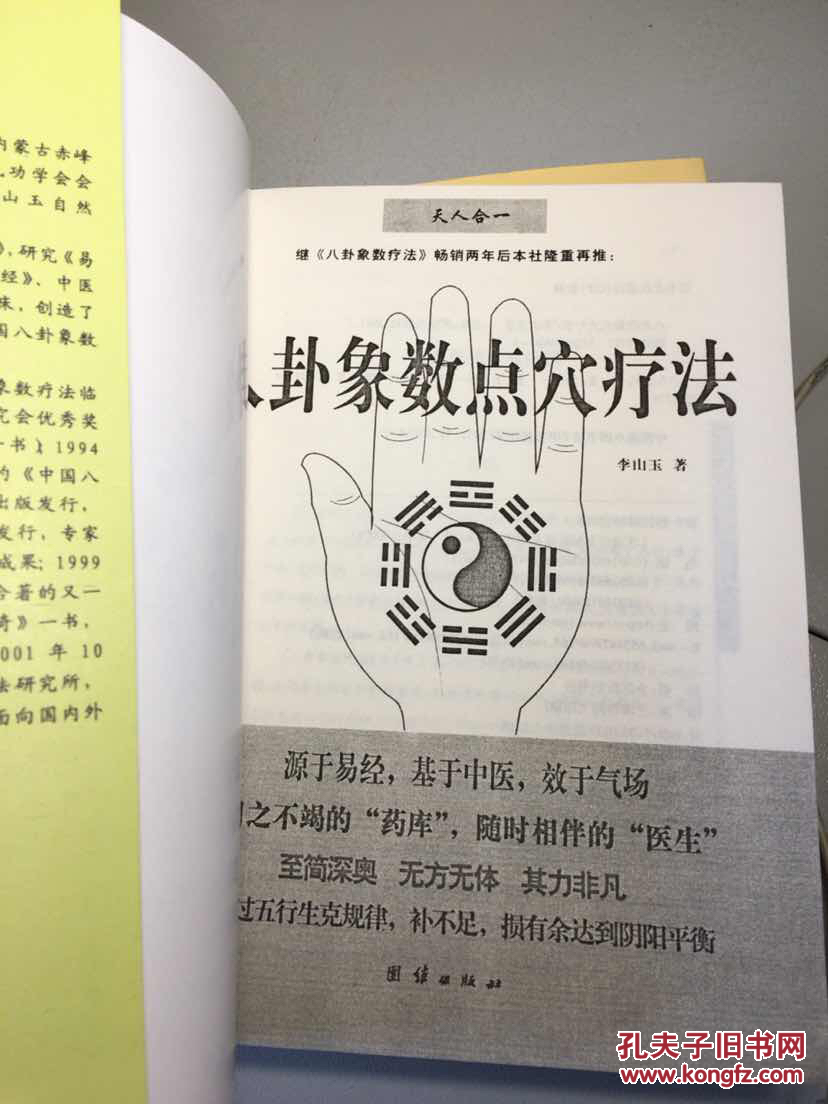 内蒙古赤峰
功学会会
山玉自然
研究《易
经》、中医
创造了
国八卦象数
象数疗法临
究会优秀奖
一书）1994
的《中国八
出版发行，
发行，专家
成果；1999
合著的又一
奇》一书，
001 年 10
法研究所，
面向国内外
天人合一
继《八卦象数疗法》畅销两年后本社隆重再推：
八卦象数点穴疗法
李山玉 著
源于易经，基于中医，效于气场
之不竭的“药库”，随时相伴的“医生”
至简深奥 无方无体 其力非凡
过五行生克规律，补不足，损有余达到阴阳平衡
团结出版社
孔夫子旧书网
www.kongfz.com